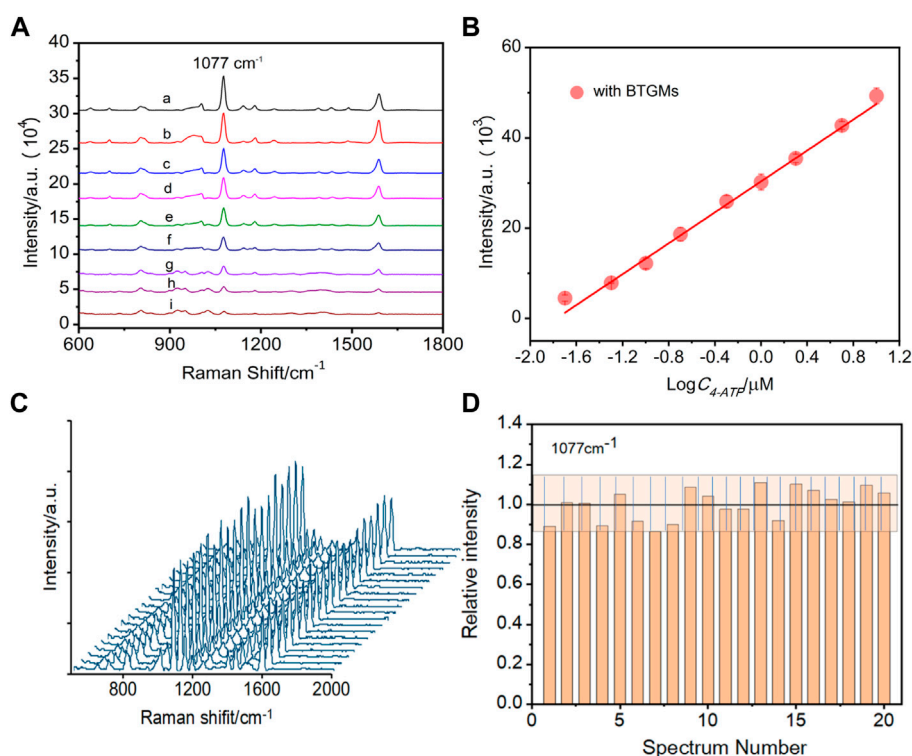 A
1077 cm⁻¹
a
b
c
d
e
f
g
h
i
40
35
30
25
20
15
10
5
0
Intensity/a.u. ( 10⁴)
600 900 1200 1500 1800
Raman Shift/cm⁻¹
B
with BTGMs
60
40
20
0
Intensity/a.u. ( 10³)
-2.0 -1.6 -1.2 -0.8 -0.4 0.0 0.4 0.8 1.2
LogC4-ATP/μM
C
Intensity/a.u.
800 1200 1600 2000
Raman shifit/cm⁻¹
D
1077cm⁻¹
1.4
1.2
1.0
0.8
0.6
0.4
0.2
0.0
Relative intensity
0 5 10 15 20
Spectrum Number